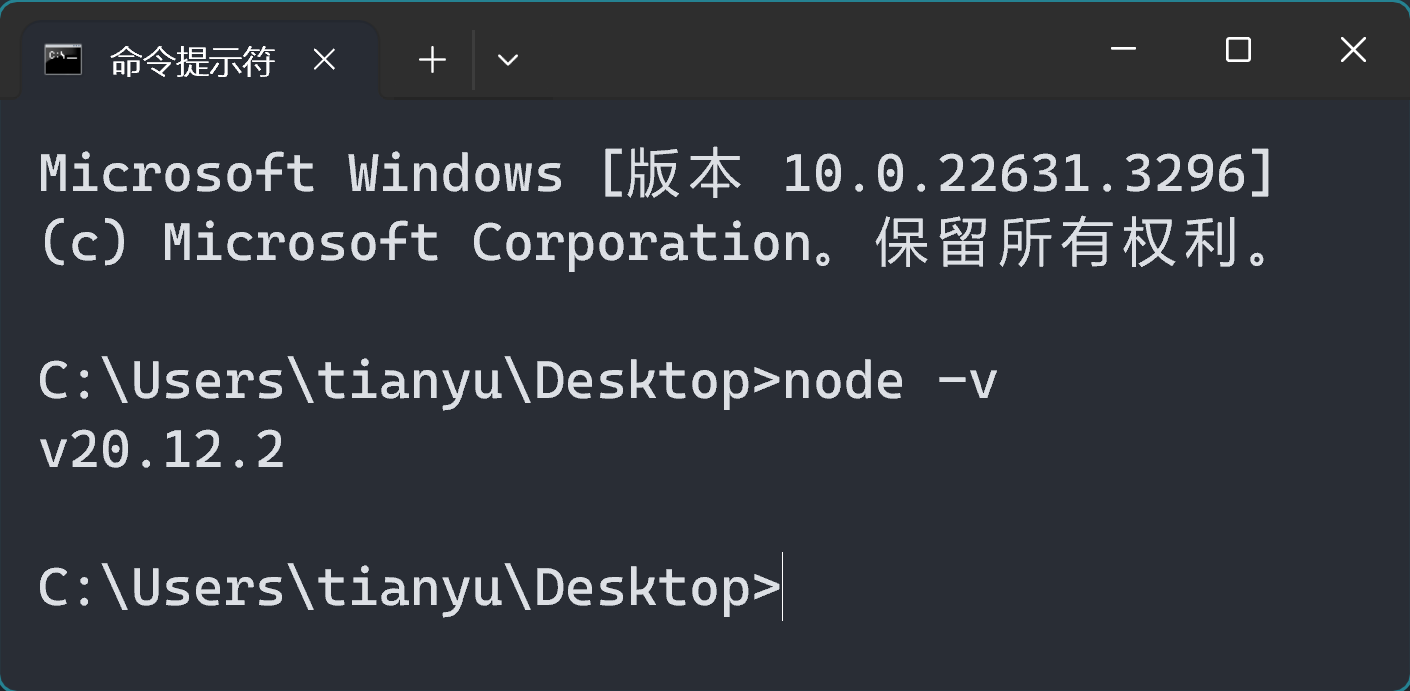 命令提示符
Microsoft Windows [版本 10.0.22631.3296]
(c) Microsoft Corporation。保留所有权利。
C:\Users\tianyu\Desktop>node -v
v20.12.2
C:\Users\tianyu\Desktop>